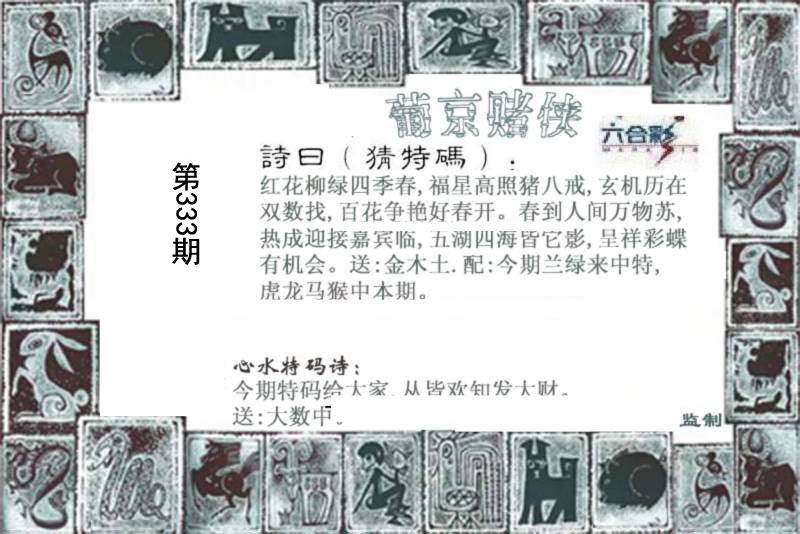 葡京赌侠
六合彩
詩曰（猜特碼）：
第333期
红花柳绿四季春,福星高照猪八戒,玄机历在
双数找,百花争艳好春开。春到人间万物苏,
热成迎接嘉宾临,五湖四海皆它影,呈祥彩蝶
有机会。送:金木土.配:今期兰绿来中特,
虎龙马猴中本期。
心水特码诗：
今期特码给大家,从皆欢知发大财。
送:大数中。
监制